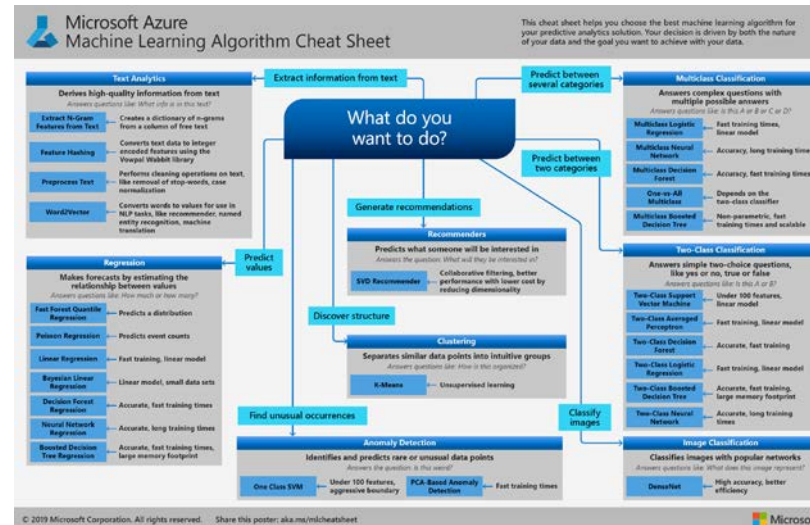 Microsoft Azure
Machine Learning Algorithm Cheat Sheet
This cheat sheet helps you choose the best machine learning algorithm for
your predictive analytics solution. Your decision is driven by both the nature
of your data and the goal you want to achieve with your data.
What do you
want to do?
Extract information from text
Text Analytics
Derives high-quality information from text
Answers questions like: What info is in this text?
Extract N-Gram
Features from Text
Creates a dictionary of n-grams
from a column of free text
Feature Hashing
Converts text data to integer
encoded features using the
Vowpal Wabbit library
Preprocess Text
Performs cleaning operations on text,
like removal of stop-words, case
normalization
Word2Vector
Converts words to values for use in
NLP tasks, like recommender, named
entity recognition, machine
translation
Predict
values
Regression
Makes forecasts by estimating the
relationship between values
Answers questions like: How much or how many?
Fast Forest Quantile
Regression
Predicts a distribution
Poisson Regression
Predicts event counts
Linear Regression
Fast training, linear model
Bayesian Linear
Regression
Linear model, small data sets
Decision Forest
Regression
Accurate, fast training times
Neural Network
Regression
Accurate, long training times
Boosted Decision
Tree Regression
Accurate, fast training times,
large memory footprint
Generate recommendations
Recommenders
Predicts what someone will be interested in
Answers the question: What will they be interested in?
SVD Recommender
Collaborative filtering, better
performance with lower cost by
reducing dimensionality
Discover structure
Clustering
Separates similar data points into intuitive groups
Answers questions like: How is this organized?
K-Means
Unsupervised learning
Find unusual occurrences
Anomaly Detection
Identifies and predicts rare or unusual data points
Answers the question: Is this weird?
One Class SVM
Under 100 features,
aggressive boundary
PCA-Based Anomaly
Detection
Fast training times
Predict between
several categories
Multiclass Classification
Answers complex questions with
multiple possible answers
Answers questions like: Is this A or B or C or D?
Multiclass Logistic
Regression
Fast training times,
linear model
Multiclass Neural
Network
Accuracy, long training times
Multiclass Decision
Forest
Accuracy, fast training times
One-vs-All
Multiclass
Depends on the
two-class classifier
Multiclass Boosted
Decision Tree
Non-parametric, fast
training times and scalable
Predict between
two categories
Two-Class Classification
Answers simple two-choice questions,
like yes or no, true or false
Answers questions like: Is this A or B?
Two-Class Support
Vector Machine
Under 100 features,
linear model
Two-Class Averaged
Perceptron
Fast training, linear model
Two-Class Decision
Forest
Accurate, fast training
Two-Class Logistic
Regression
Fast training, linear model
Two-Class Boosted
Decision Tree
Accurate, fast training,
large memory footprint
Two-Class Neural
Network
Accurate, long training
times
Classify
images
Image Classification
Classifies images with popular networks
Answers questions like: What does this image represent?
DenseNet
High accuracy, better
efficiency
© 2019 Microsoft Corporation. All rights reserved. Share this poster: aka.ms/mlcheatsheet
Microso